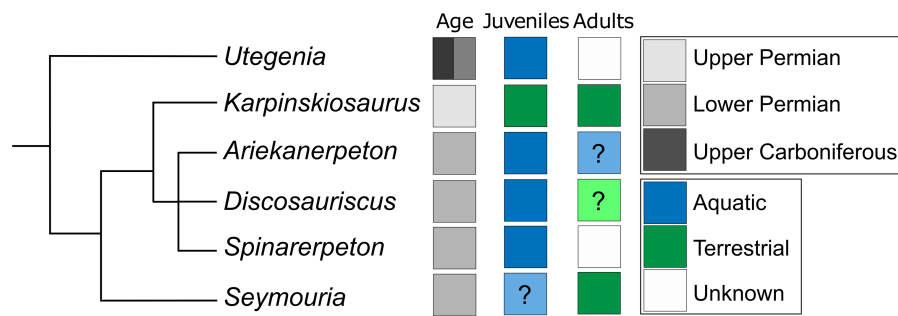 Age Juveniles Adults
Utegenia
Karpinskiosaurus
Ariekanerpeton ?
Discosauriscus ?
Spinarerpeton
Seymouria ?
Upper Permian
Lower Permian
Upper Carboniferous
Aquatic
Terrestrial
Unknown